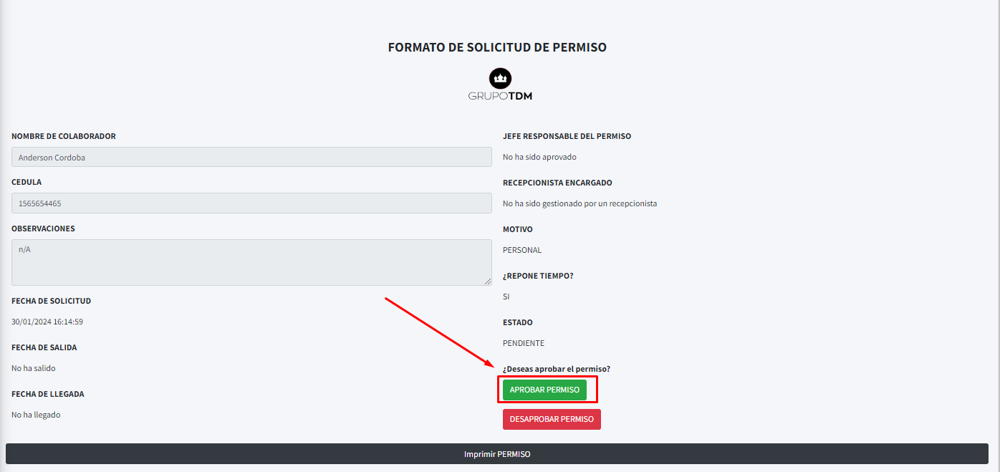 FORMATO DE SOLICITUD DE PERMISO
GRUPOTDM
NOMBRE DE COLABORADOR
Anderson Cordoba
CEDULA
1565654465
OBSERVACIONES
n/A
FECHA DE SOLICITUD
30/01/2024 16:14:59
FECHA DE SALIDA
No ha salido
FECHA DE LLEGADA
No ha llegado
JEFE RESPONSABLE DEL PERMISO
No ha sido aprovado
RECEPCIONISTA ENCARGADO
No ha sido gestionado por un recepcionista
MOTIVO
PERSONAL
¿REPONE TIEMPO?
SI
ESTADO
PENDIENTE
¿Deseas aprobar el permiso?
APROBAR PERMISO
DESAPROBAR PERMISO
Imprimir PERMISO